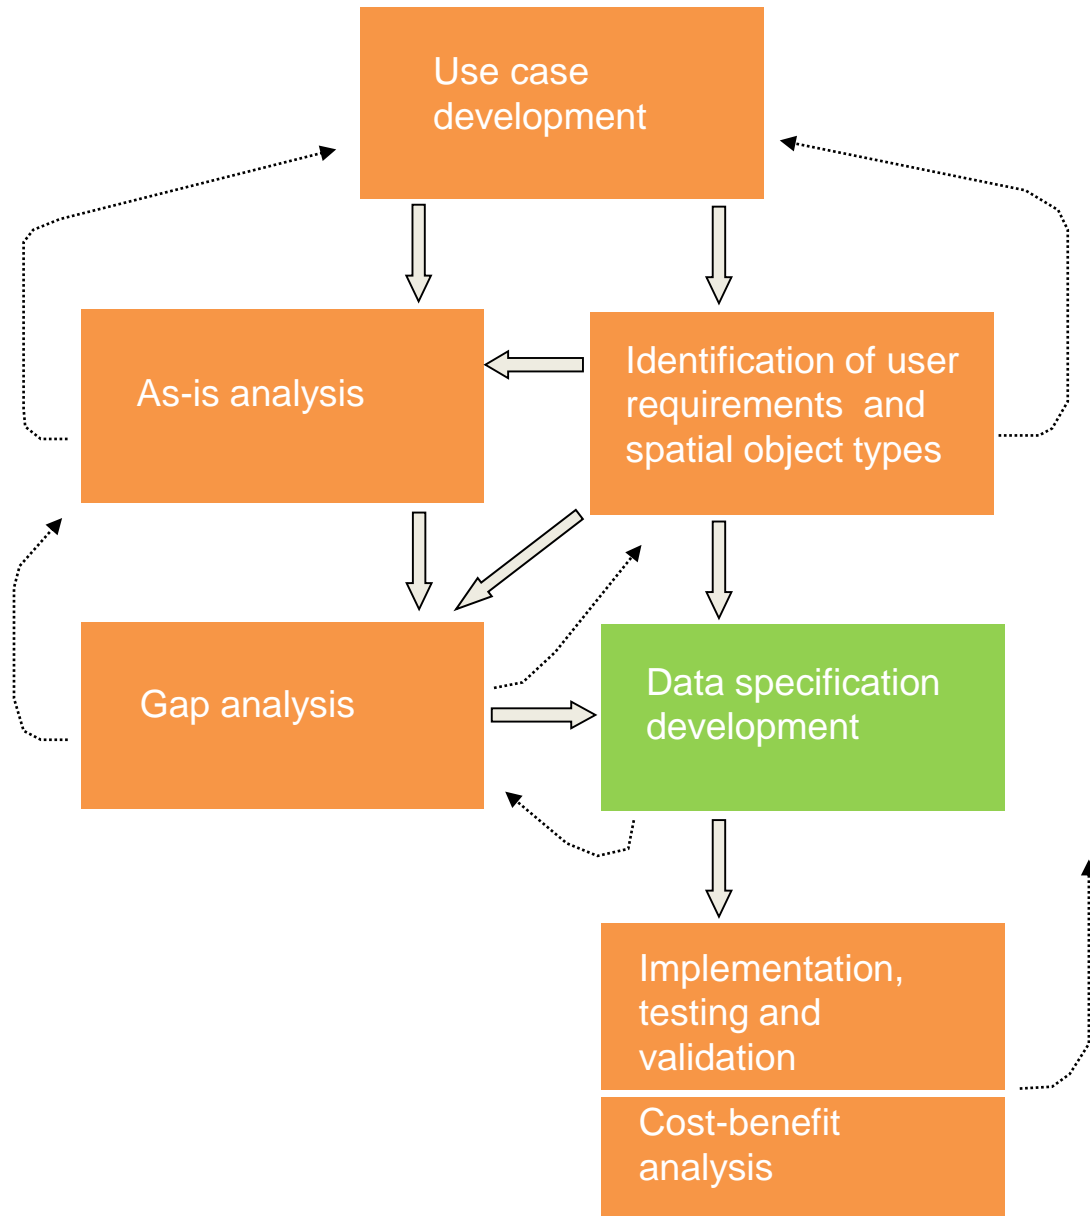 Use case
development
As-is analysis
Identification of user
requirements  and
spatial object types
Gap analysis
Data specification
development
Implementation,
testing and
validation
Cost-benefit
analysis